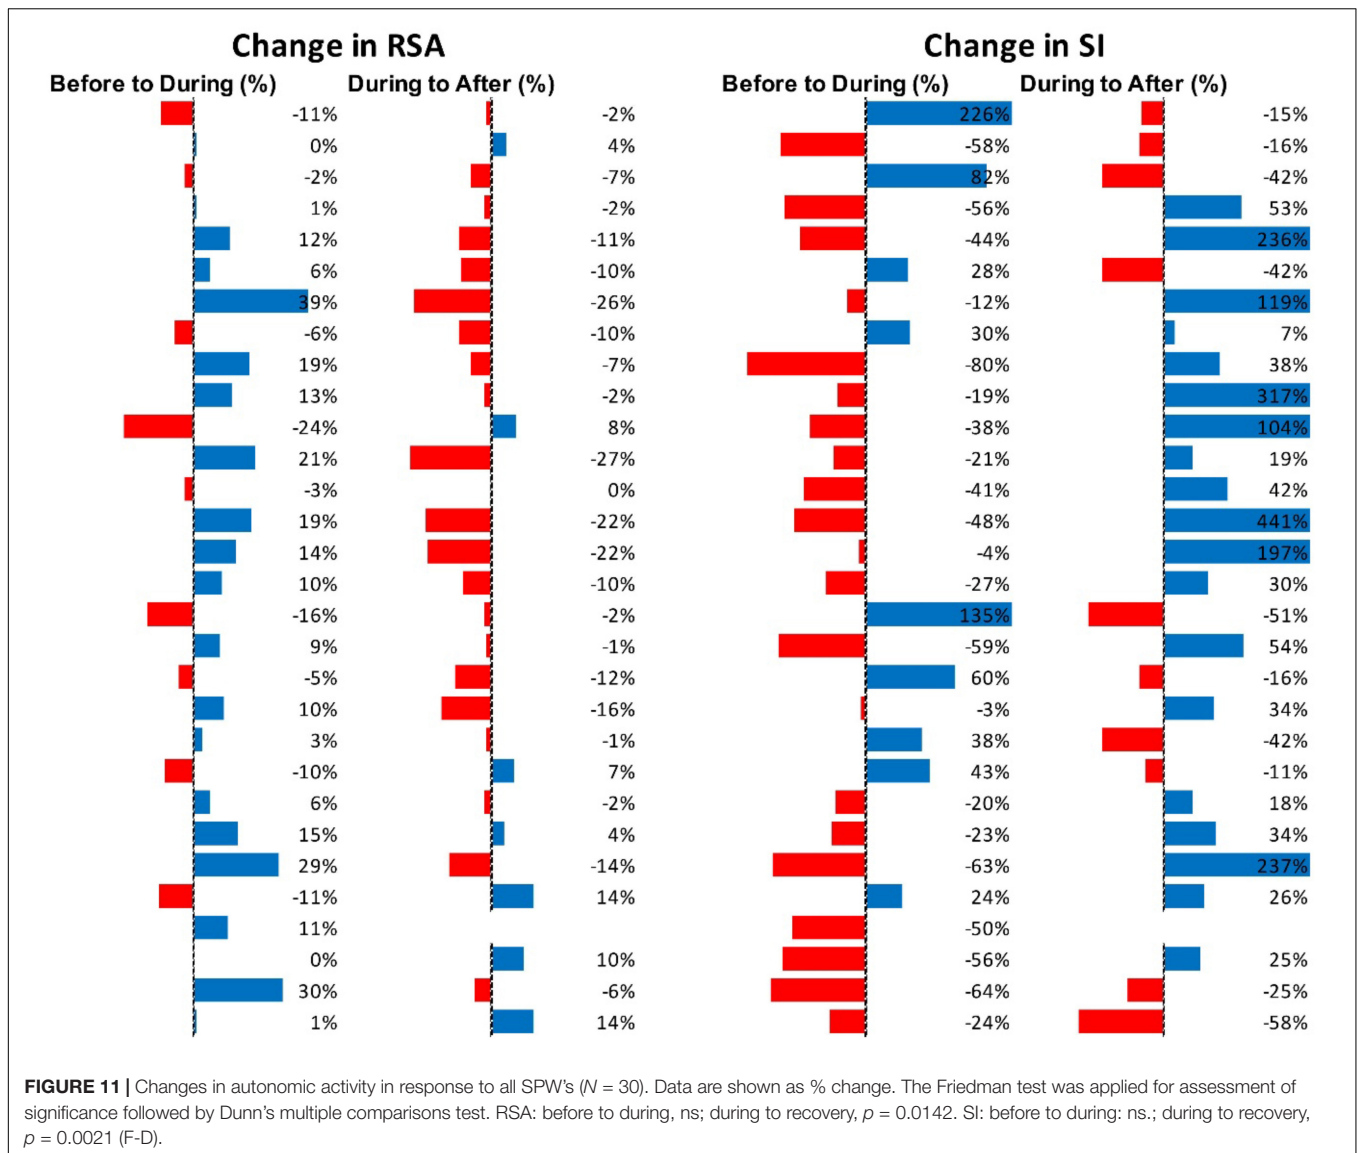 Change in RSA Change in SI
Before to During (%) During to After (%) Before to During (%) During to After (%)
-11% -2% 226% -15%
0% 4% -58% -16%
-2% -7% 82% -42%
1% -2% -56% 53%
12% -11% -44% 236%
6% -10% 28% -42%
39% -26% -12% 119%
-6% -10% 30% 7%
19% -7% -80% 38%
13% -2% -19% 317%
-24% 8% -38% 104%
21% -27% -21% 19%
-3% 0% -41% 42%
19% -22% -48% 441%
14% -22% -4% 197%
10% -10% -27% 30%
-16% -2% 135% -51%
9% -1% -59% 54%
-5% -12% 60% -16%
10% -16% -3% 34%
3% -1% 38% -42%
-10% 7% 43% -11%
6% -2% -20% 18%
15% 4% -23% 34%
29% -14% -63% 237%
-11% 14% 24% 26%
11% -50%
0% 10% -56% 25%
30% -6% -64% -25%
1% 14% -24% -58%
FIGURE 11 | Changes in autonomic activity in response to all SPW's (N = 30). Data are shown as % change. The Friedman test was applied for assessment of
significance followed by Dunn's multiple comparisons test. RSA: before to during, ns; during to recovery, p = 0.0142. SI: before to during: ns.; during to recovery,
p = 0.0021 (F-D).